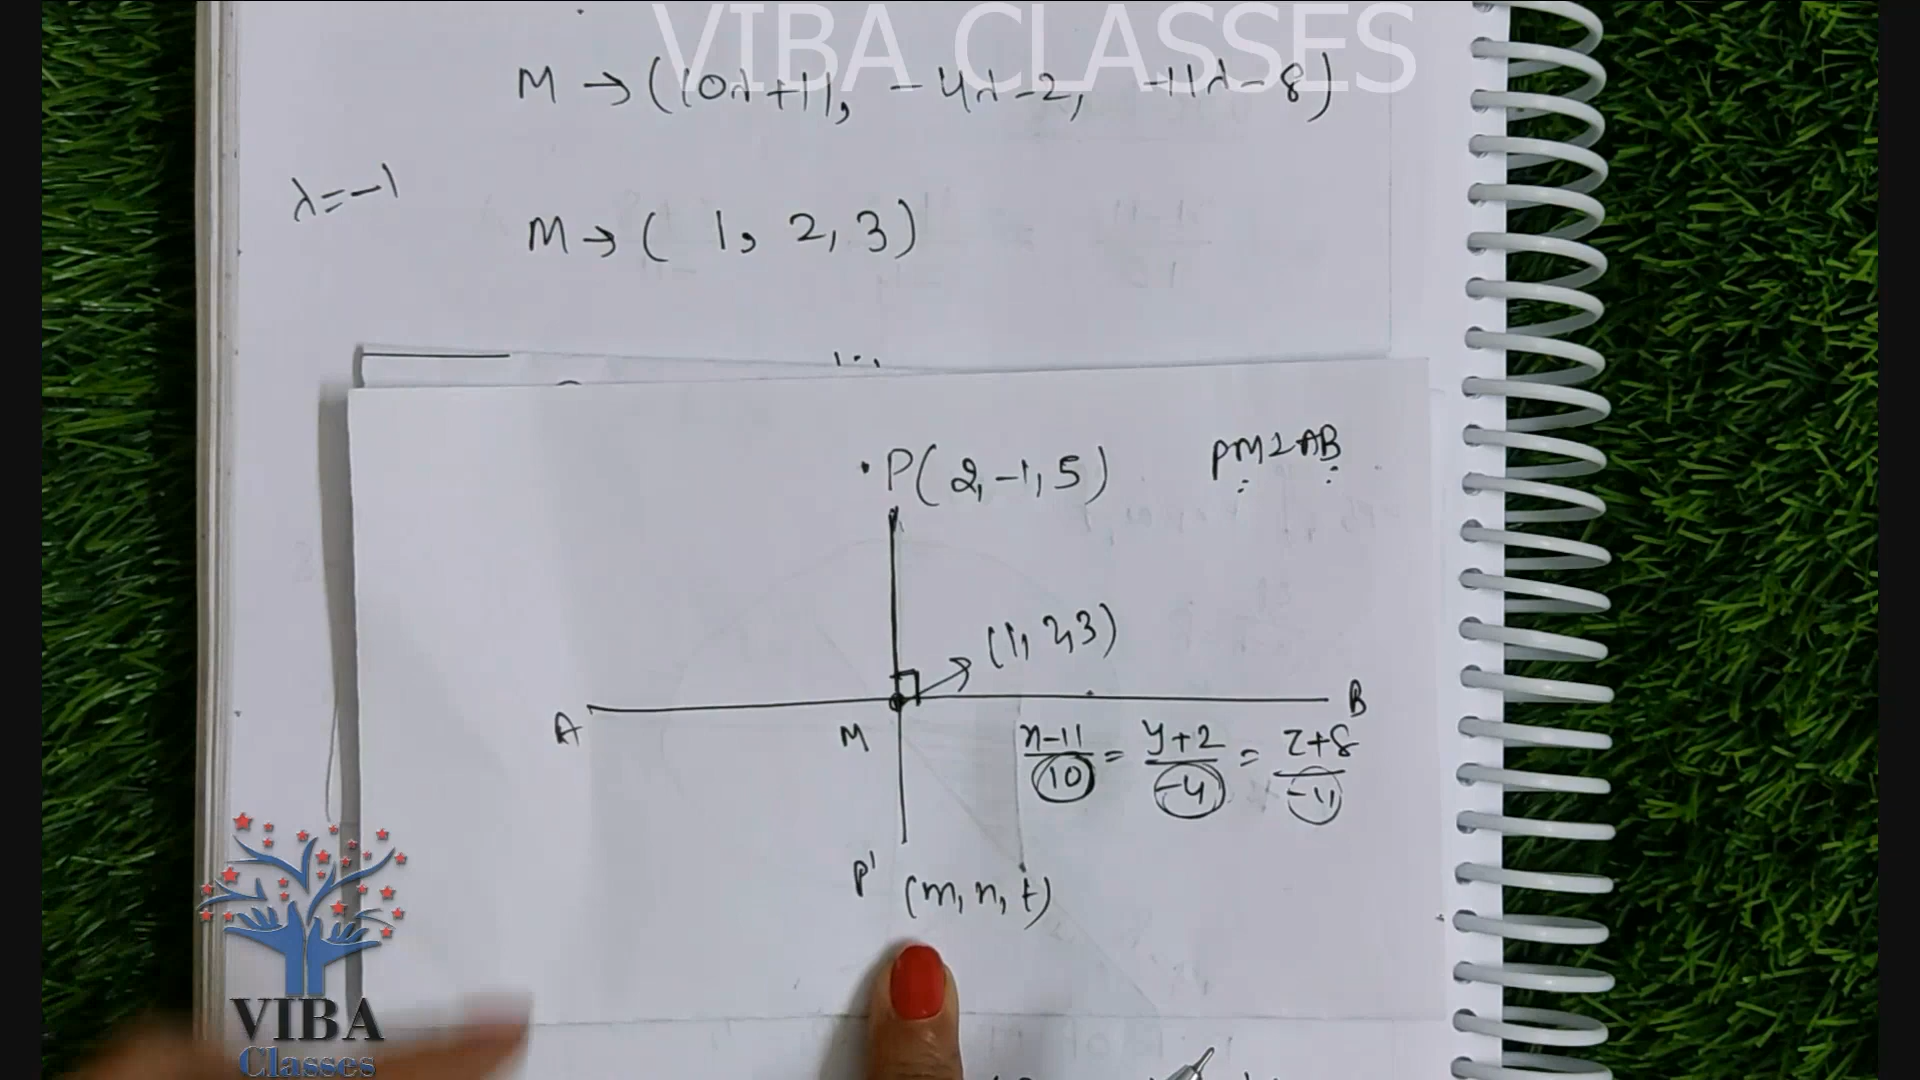 VIBA CLASSES
M → (10λ+11, -4λ-2, -11λ-8)
λ=-1
M → ( 1, 2, 3)
P(2,-1,5)
PM⊥AB
(1, 2,3)
A
M
B
x-11/10 = y+2/-4 = z+8/-11
P' (m, n, t)
VIBA
Classes